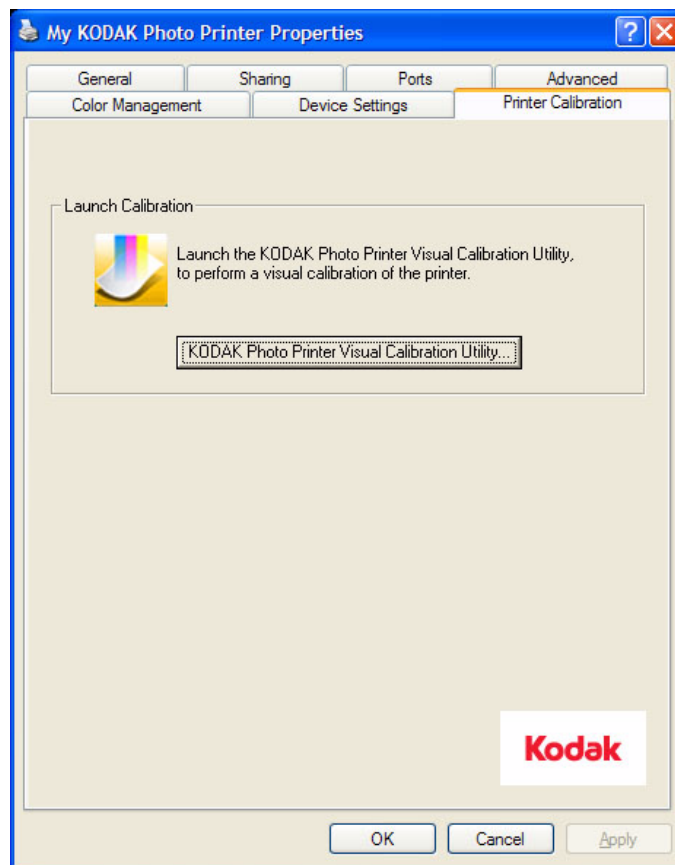 My KODAK Photo Printer Properties
General Sharing Ports Advanced
Color Management Device Settings Printer Calibration
Launch Calibration
Launch the KODAK Photo Printer Visual Calibration Utility,
to perform a visual calibration of the printer.
KODAK Photo Printer Visual Calibration Utility...
Kodak
OK Cancel Apply